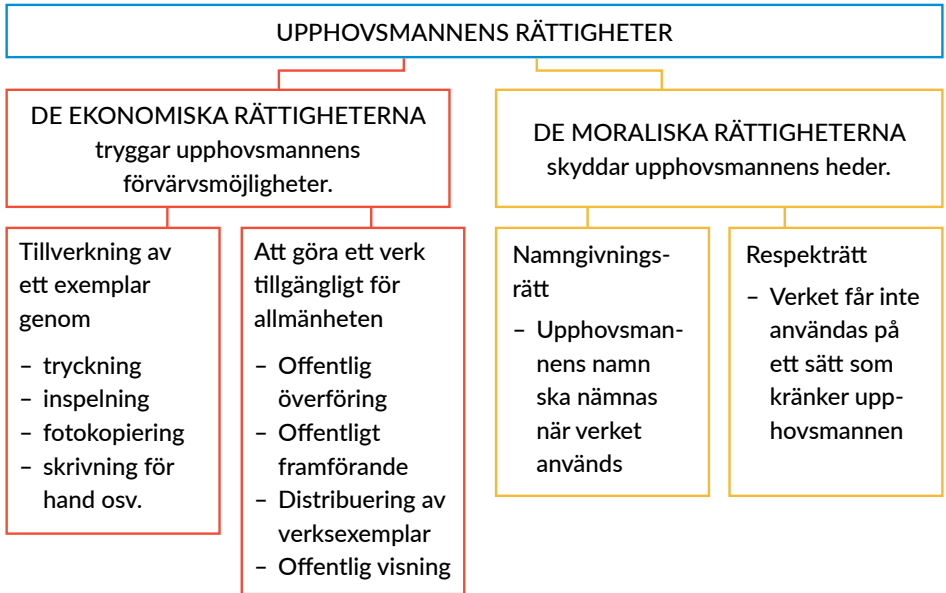 UPPHOVSMANNENS RÄTTIGHETER
DE EKONOMISKA RÄTTIGHETERNA
tryggar upphovsmannens
förvärvsmöjligheter.
DE MORALISKA RÄTTIGHETERNA
skyddar upphovsmannens heder.
Tillverkning av
ett exemplar
genom
– tryckning
– inspelning
– fotokopiering
– skrivning för
hand osv.
Att göra ett verk
tillgängligt för
allmänheten
– Offentlig
överföring
– Offentligt
framförande
– Distribuering av
verksexemplar
– Offentlig visning
Namngivnings-
rätt
– Upphovsman-
nens namn
ska nämnas
när verket
används
Respekträtt
– Verket får inte
användas på
ett sätt som
kränker upp-
hovsmannen